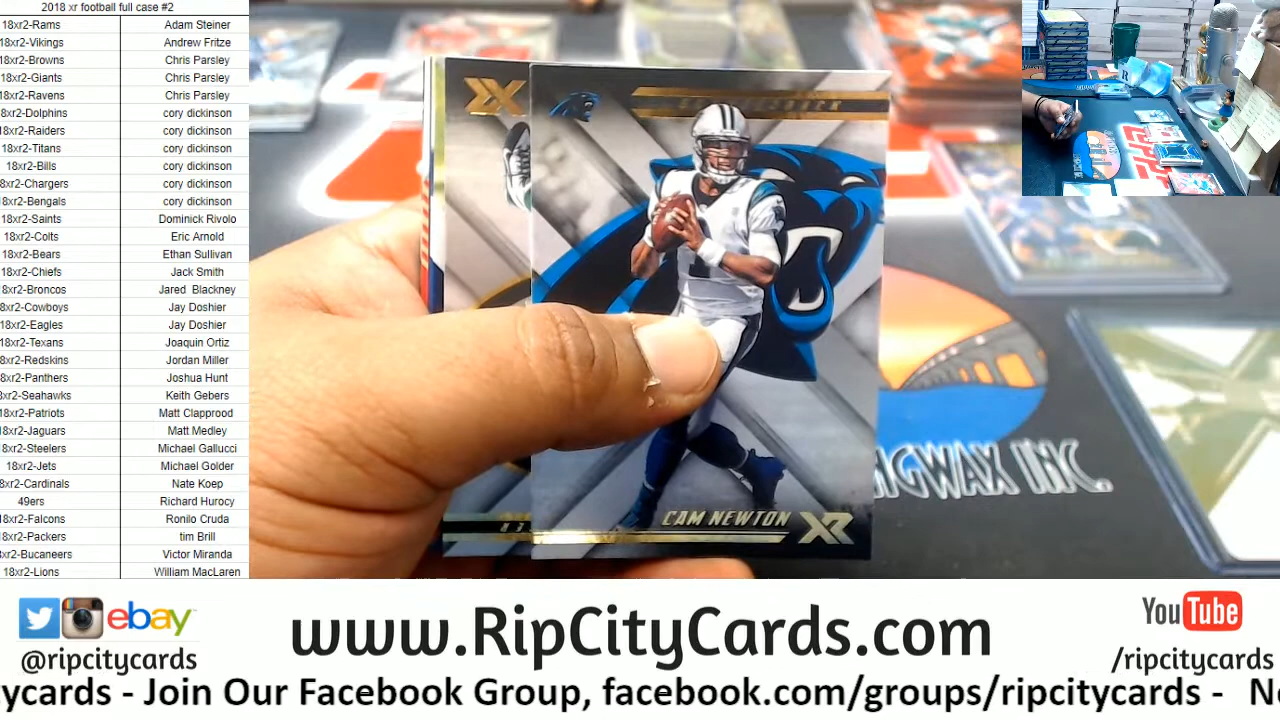 2018 xr football full case #2
18xr2-Rams Adam Steiner
18xr2-Vikings Andrew Fritze
8xr2-Browns Chris Parsley
18xr2-Giants Chris Parsley
8xr2-Ravens Chris Parsley
8xr2-Dolphins cory dickinson
18xr2-Raiders cory dickinson
18xr2-Titans cory dickinson
18xr2-Bills cory dickinson
8xr2-Chargers cory dickinson
8xr2-Bengals cory dickinson
18xr2-Saints Dominick Rivolo
18xr2-Colts Eric Arnold
18xr2-Bears Ethan Sullivan
18xr2-Chiefs Jack Smith
8xr2-Broncos Jared Blackney
8xr2-Cowboys Jay Doshier
18xr2-Eagles Jay Doshier
18xr2-Texans Joaquin Ortiz
8xr2-Redskins Jordan Miller
8xr2-Panthers Joshua Hunt
8xr2-Seahawks Keith Gebers
18xr2-Patriots Matt Clapprood
8xr2-Jaguars Matt Medley
8xr2-Steelers Michael Gallucci
18xr2-Jets Michael Golder
8xr2-Cardinals Nate Koep
49ers Richard Hurocy
18xr2-Falcons Ronilo Cruda
8xr2-Packers tim Brill
xr2-Bucaneers Victor Miranda
18xr2-Lions William MacLaren
XR
CAM NEWTON XR
NGWAX INC.
ebay
@ripcitycards
www.RipCityCards.com
YouTube
/ripcitycards
tycards - Join Our Facebook Group, facebook.com/groups/ripcitycards -